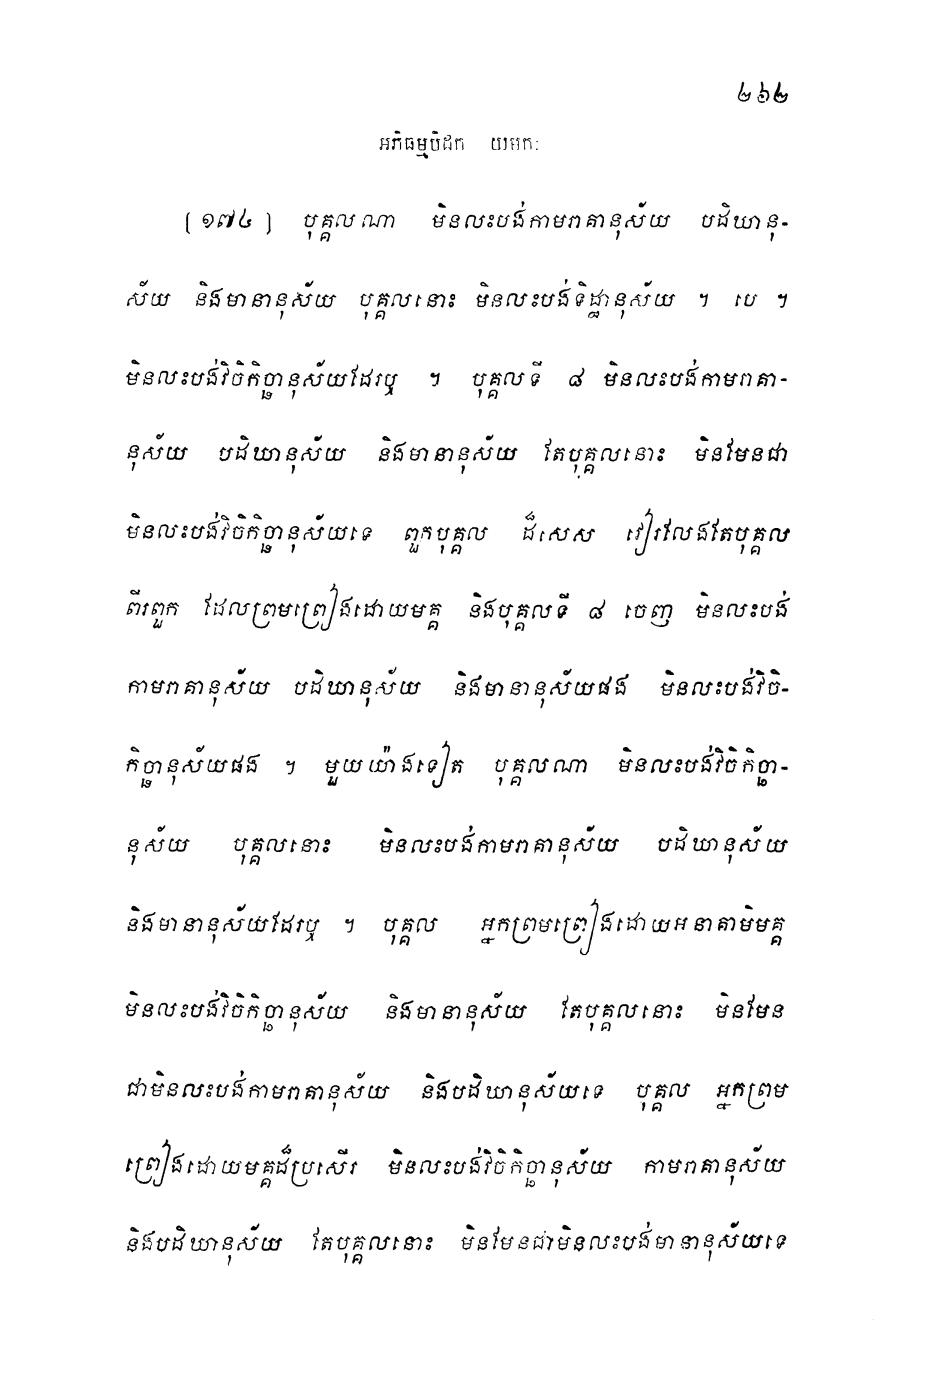 ២៦២
អភិធម្មបិដក យមកៈ
(១៧៤) បុគ្គលណា មិនលះបង់កាមរាគានុស័យ បដិឃានុ-
ស័យ និងមានានុស័យ បុគ្គលនោះ មិនលះបង់ទិដ្ឋានុស័យ ។ បេ ។
មិនលះបង់វិចិកិច្ឆានុស័យដែរឬ ។ បុគ្គលទី ៨ មិនលះបង់កាមរាគា-
នុស័យ បដិឃានុស័យ និងមានានុស័យ តែបុគ្គលនោះ មិនមែនជា
មិនលះបង់វិចិកិច្ឆានុស័យទេ ពួកបុគ្គល ដ៏សេស វៀរលែងតែបុគ្គល
ពីរពួក ដែលព្រមព្រៀងដោយមគ្គ និងបុគ្គលទី ៨ ចេញ មិនលះបង់
កាមរាគានុស័យ បដិឃានុស័យ និងមានានុស័យផង មិនលះបង់វិចិ-
កិច្ឆានុស័យផង ។ មួយយ៉ាងទៀត បុគ្គលណា មិនលះបង់វិចិកិច្ឆា-
នុស័យ បុគ្គលនោះ មិនលះបង់កាមរាគានុស័យ បដិឃានុស័យ
និងមានានុស័យដែរឬ ។ បុគ្គល អ្នកព្រមព្រៀងដោយអនាគាមិមគ្គ
មិនលះបង់វិចិកិច្ឆានុស័យ និងមានានុស័យ តែបុគ្គលនោះ មិនមែន
ជាមិនលះបង់កាមរាគានុស័យ និងបដិឃានុស័យទេ បុគ្គល អ្នកព្រម
ព្រៀងដោយមគ្គដ៏ប្រសើរ មិនលះបង់វិចិកិច្ឆានុស័យ កាមរាគានុស័យ
និងបដិឃានុស័យ តែបុគ្គលនោះ មិនមែនជាមិនលះបង់មានានុស័យទេ